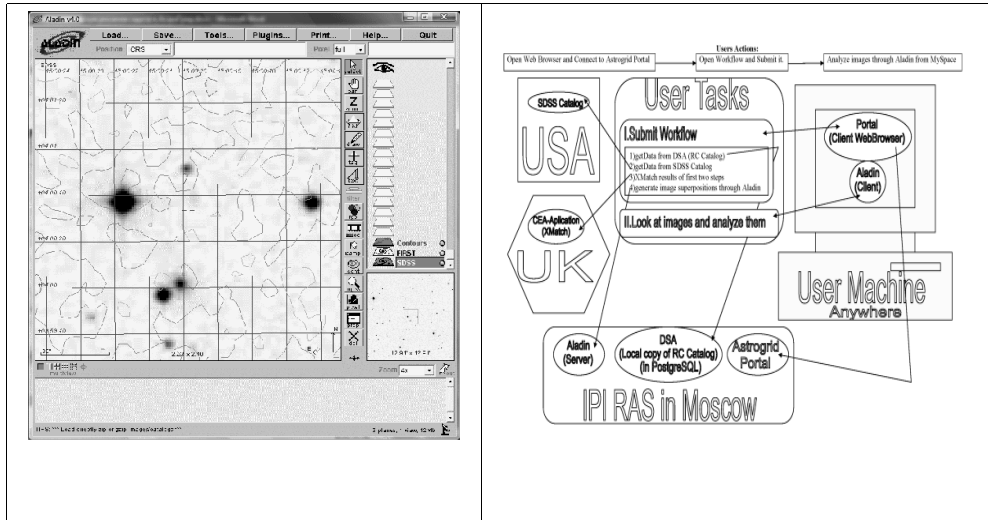 Aladin v4.0
Load... Save... Tools... Plugins... Print... Help... Quit
ALADIN
Position CRS Pixel full
Contours
FIRST
SDSS
N
E
Zoom 4x
Users Actions:
Open Web Browser and Connect to Astrogrid Portal
Open Workflow and Submit it.
Analyze images through Aladin from MySpace
SDSS Catalog
USA
User Tasks
I.Submit Workflow
1)getData from DSA (RC Catalog)
2)getData from SDSS Catalog
3)XMatch results of first two steps
4)generate image superpositions through Aladin
II.Look at images and analyze them
Portal
(Client WebBrowser)
Aladin
(Client)
CEA-Aplication
(XMatch)
UK
User Machine
Anywhere
Aladin
(Server)
DSA
(Local copy of RC Catalog)
(in PostgreSQL)
Astrogrid
Portal
IPI RAS in Moscow